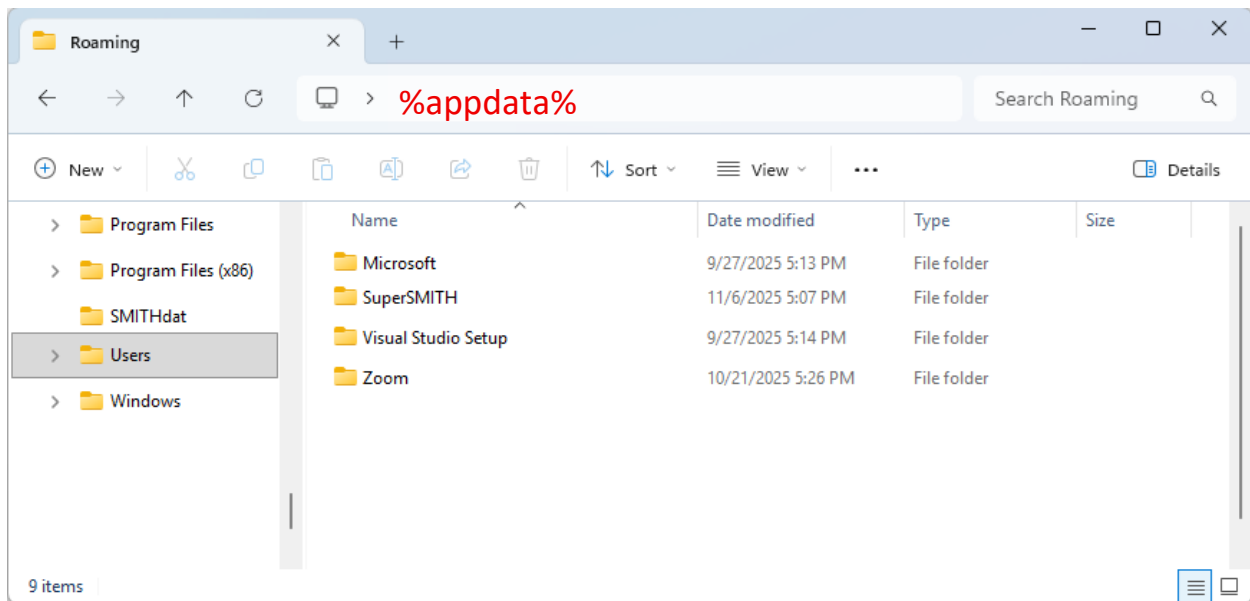 Roaming
%appdata%
Search Roaming
New
Sort
View
Details
Name Date modified Type Size
Program Files
Program Files (x86)
SMITHdat
Users
Windows
Microsoft 9/27/2025 5:13 PM File folder
SuperSMITH 11/6/2025 5:07 PM File folder
Visual Studio Setup 9/27/2025 5:14 PM File folder
Zoom 10/21/2025 5:26 PM File folder
9 items